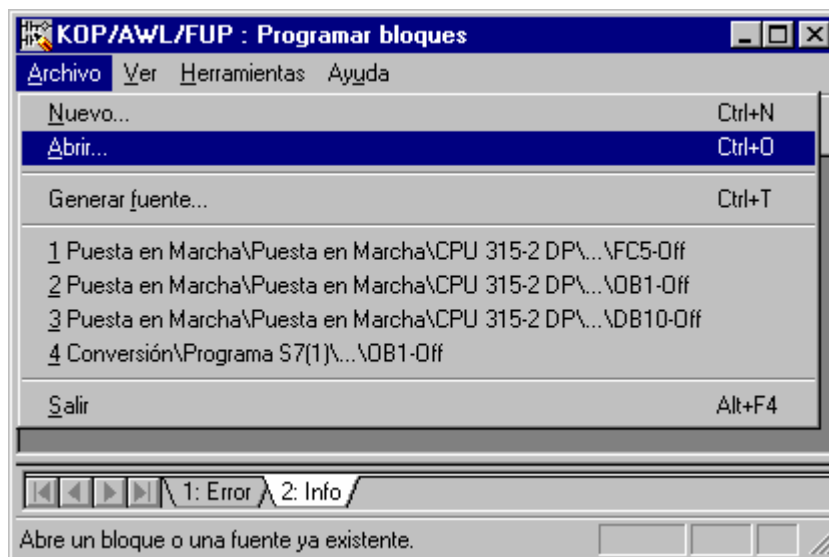 KOP/AWL/FUP : Programar bloques
Archivo Ver Herramientas Ayuda
Nuevo... Ctrl+N
Abrir... Ctrl+O
Generar fuente... Ctrl+T
1 Puesta en Marcha\Puesta en Marcha\CPU 315-2 DP\...\FC5-Off
2 Puesta en Marcha\Puesta en Marcha\CPU 315-2 DP\...\OB1-Off
3 Puesta en Marcha\Puesta en Marcha\CPU 315-2 DP\...\DB10-Off
4 Conversión\Programa S7(1)\...\OB1-Off
Salir Alt+F4
1: Error 2: Info
Abre un bloque o una fuente ya existente.